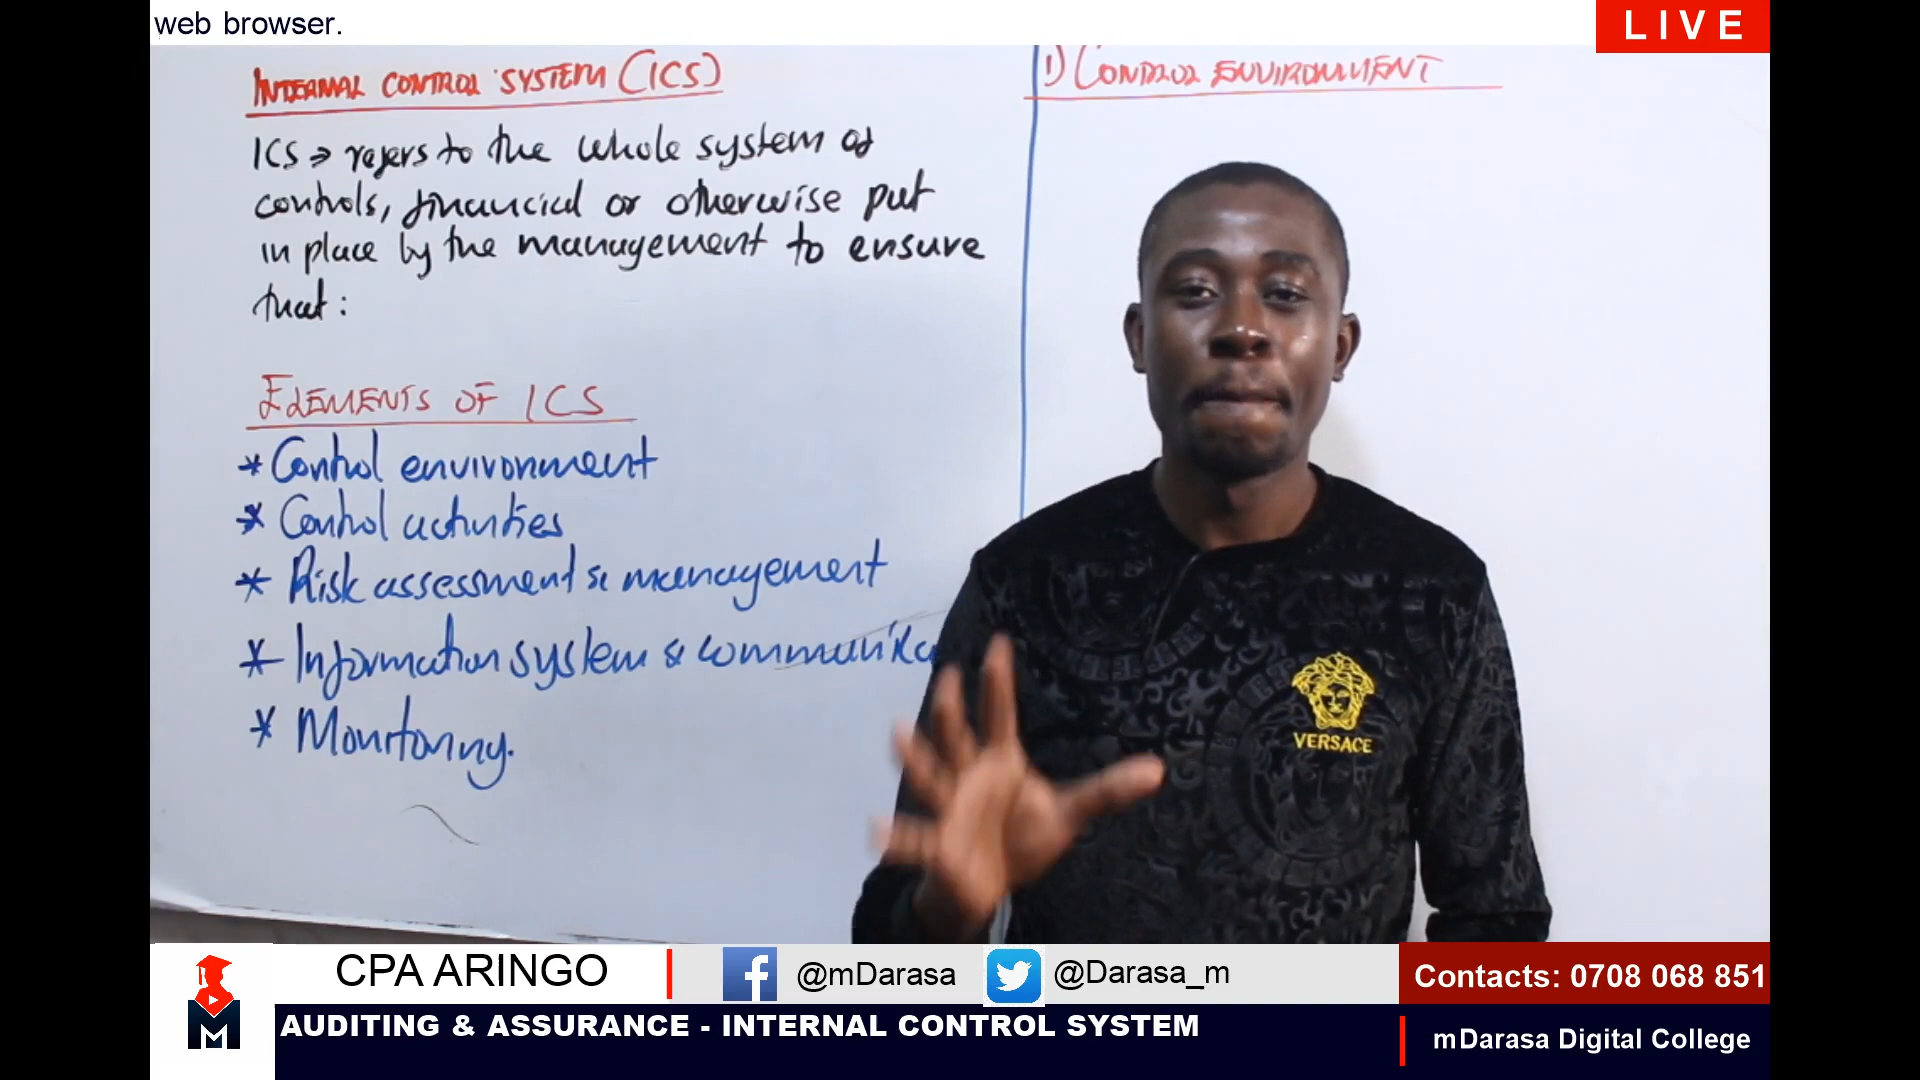 web browser.
LIVE
INTERNAL CONTROL SYSTEM (ICS)
ICS → refers to the whole system of
controls, financial or otherwise put
in place by the management to ensure
that:
ELEMENTS OF ICS
* Control environment
* Control activities
* Risk assessment & management
* Information system & communica
* Monitoring.
1) CONTROL ENVIRONMENT
VERSACE
CPA ARINGO
@mDarasa
@Darasa_m
Contacts: 0708 068 851
M
AUDITING & ASSURANCE - INTERNAL CONTROL SYSTEM
mDarasa Digital College